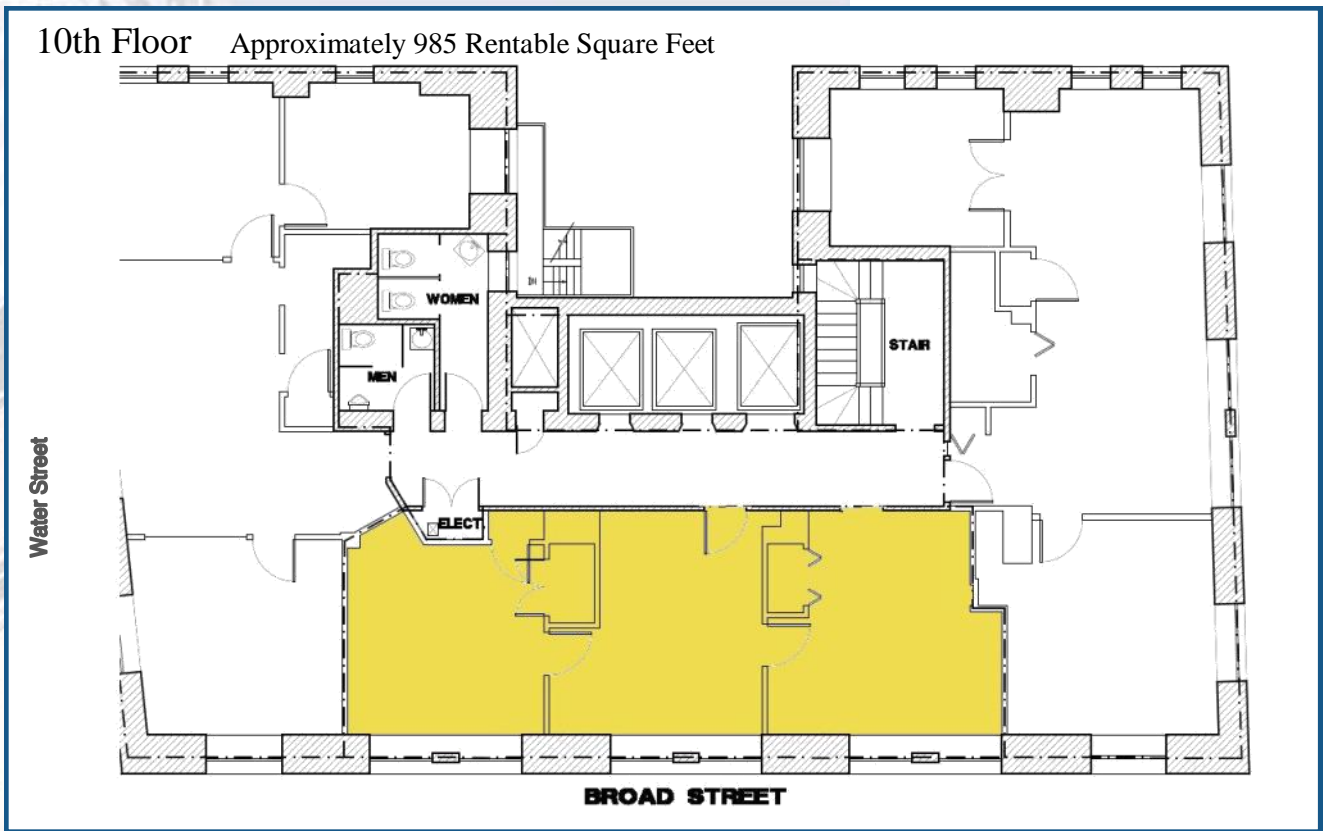 10th Floor Approximately 985 Rentable Square Feet
WOMEN
MEN
STAIR
ELECT.
Water Street
BROAD STREET